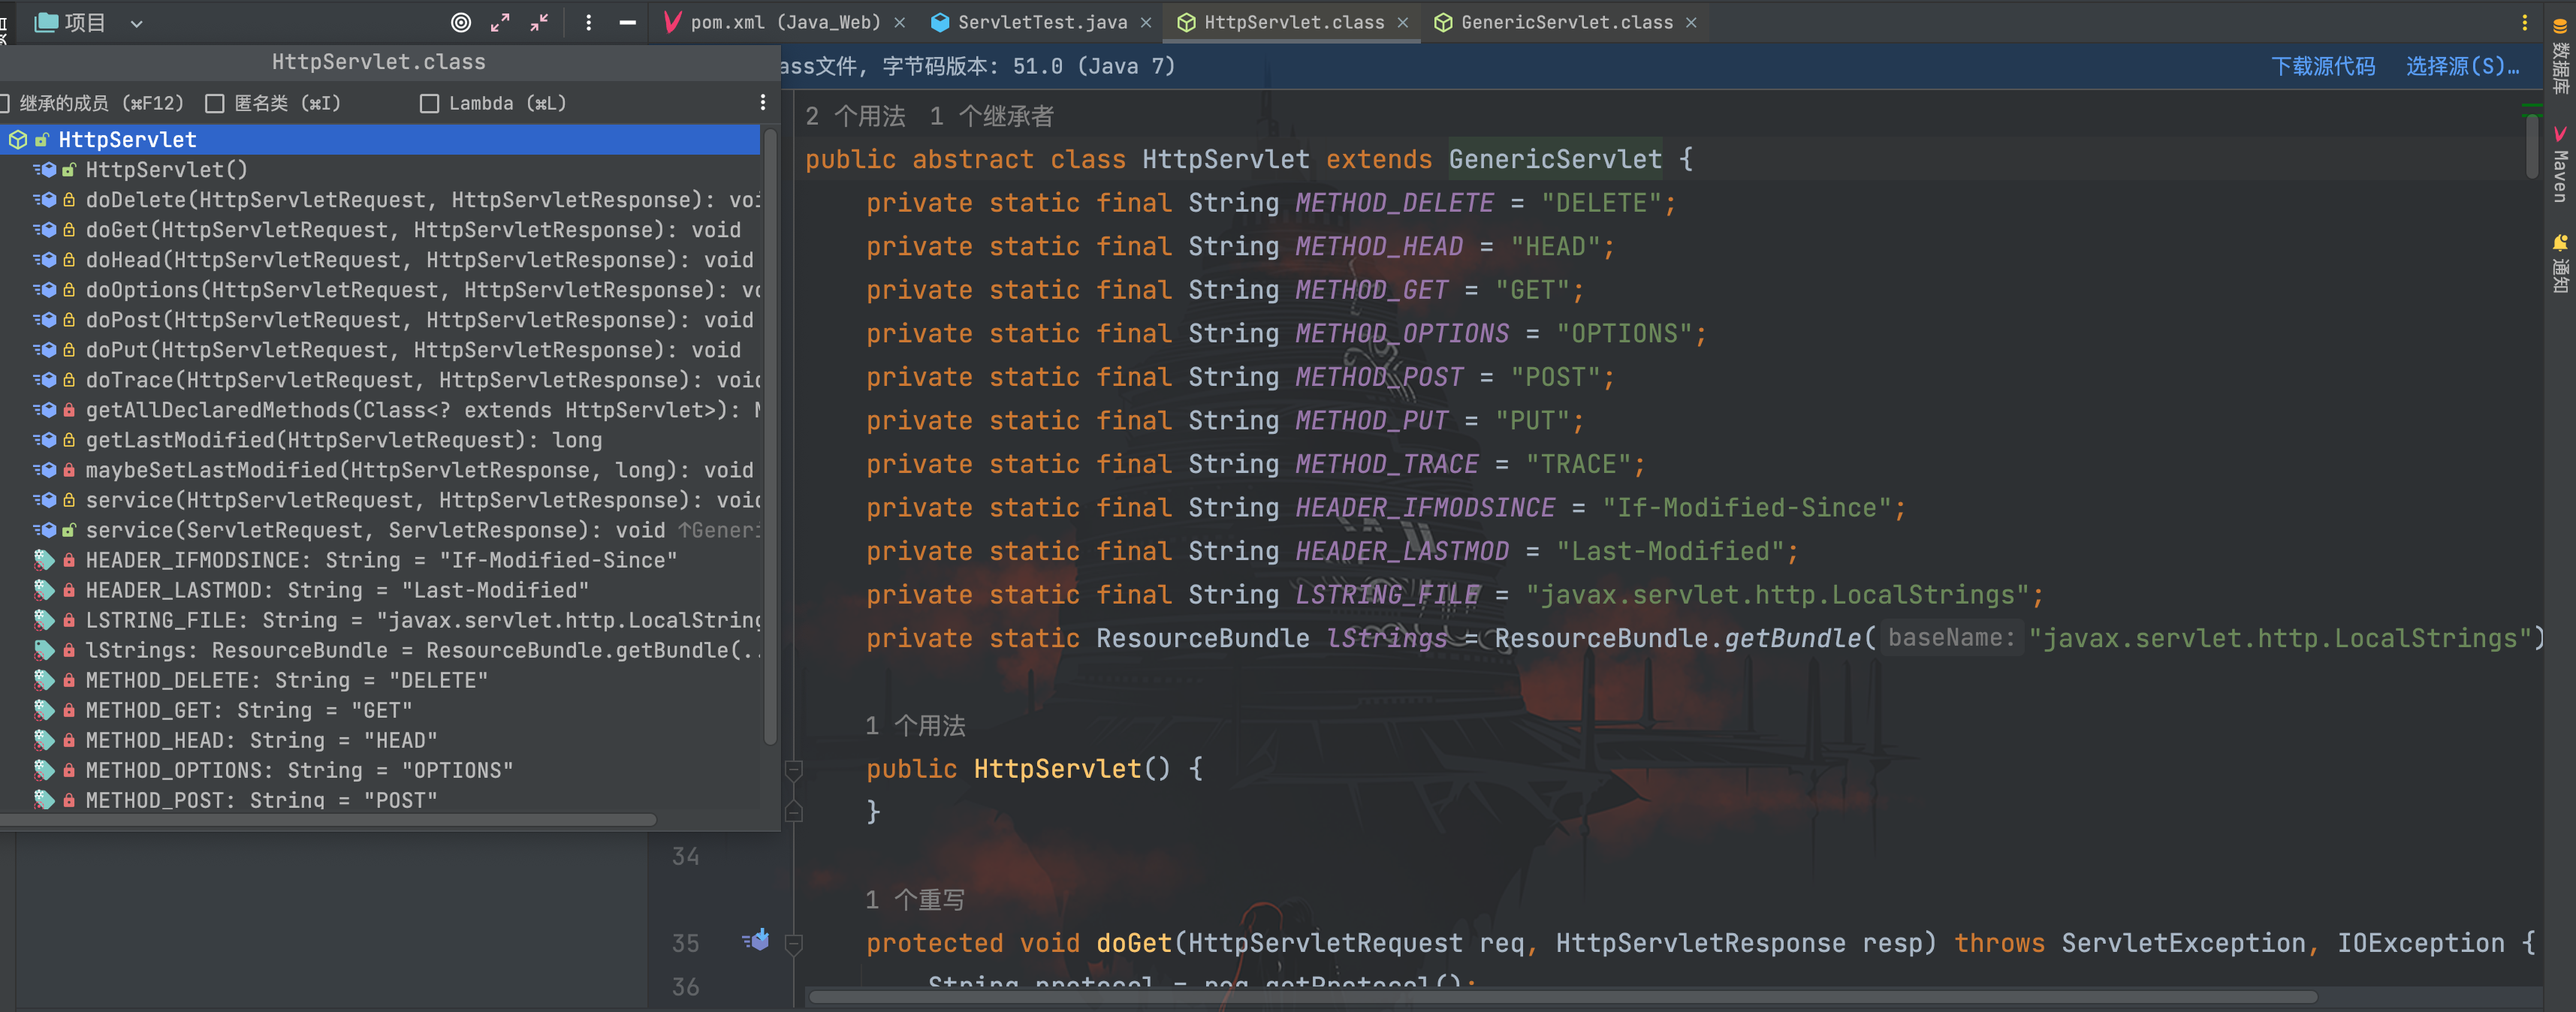 项目
pom.xml (Java_Web)
ServletTest.java
HttpServlet.class
GenericServlet.class
HttpServlet.class
继承的成员 (⌘F12)
匿名类 (⌘I)
Lambda (⌘L)
HttpServlet
HttpServlet()
doDelete(HttpServletRequest, HttpServletResponse): voi
doGet(HttpServletRequest, HttpServletResponse): void
doHead(HttpServletRequest, HttpServletResponse): void
doOptions(HttpServletRequest, HttpServletResponse): vo
doPost(HttpServletRequest, HttpServletResponse): void
doPut(HttpServletRequest, HttpServletResponse): void
doTrace(HttpServletRequest, HttpServletResponse): void
getAllDeclaredMethods(Class<? extends HttpServlet>): M
getLastModified(HttpServletRequest): long
maybeSetLastModified(HttpServletResponse, long): void
service(HttpServletRequest, HttpServletResponse): void
service(ServletRequest, ServletResponse): void ↑Generi
HEADER_IFMODSINCE: String = "If-Modified-Since"
HEADER_LASTMOD: String = "Last-Modified"
LSTRING_FILE: String = "javax.servlet.http.LocalString
lStrings: ResourceBundle = ResourceBundle.getBundle(..
METHOD_DELETE: String = "DELETE"
METHOD_GET: String = "GET"
METHOD_HEAD: String = "HEAD"
METHOD_OPTIONS: String = "OPTIONS"
METHOD_POST: String = "POST"
ass文件, 字节码版本: 51.0 (Java 7)
下载源代码
选择源(S)…
2 个用法 1 个继承者
public abstract class HttpServlet extends GenericServlet {
private static final String METHOD_DELETE = "DELETE";
private static final String METHOD_HEAD = "HEAD";
private static final String METHOD_GET = "GET";
private static final String METHOD_OPTIONS = "OPTIONS";
private static final String METHOD_POST = "POST";
private static final String METHOD_PUT = "PUT";
private static final String METHOD_TRACE = "TRACE";
private static final String HEADER_IFMODSINCE = "If-Modified-Since";
private static final String HEADER_LASTMOD = "Last-Modified";
private static final String LSTRING_FILE = "javax.servlet.http.LocalStrings";
private static ResourceBundle lStrings = ResourceBundle.getBundle( baseName: "javax.servlet.http.LocalStrings")
1 个用法
public HttpServlet() {
}
34
1 个重写
35 protected void doGet(HttpServletRequest req, HttpServletResponse resp) throws ServletException, IOException {
36 String protocol = req.getProtocol();
数据库
Maven
通知